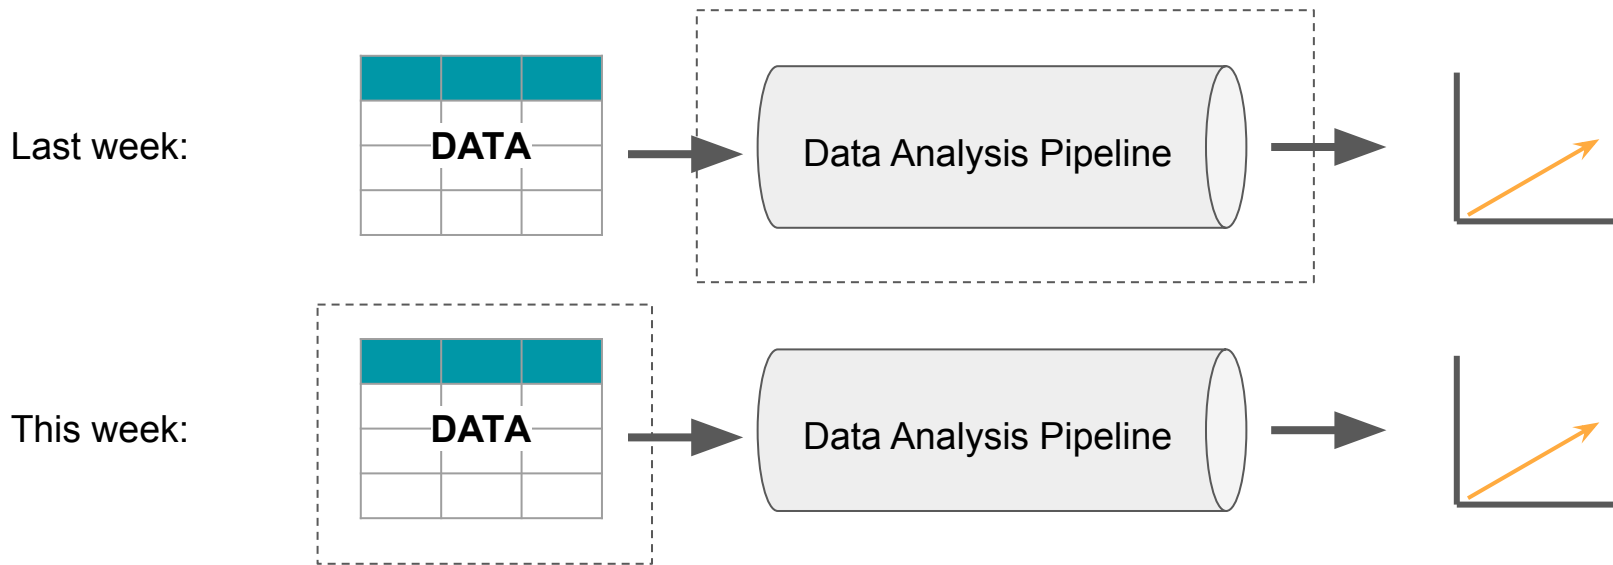 Last week:
DATA
Data Analysis Pipeline
This week:
DATA
Data Analysis Pipeline